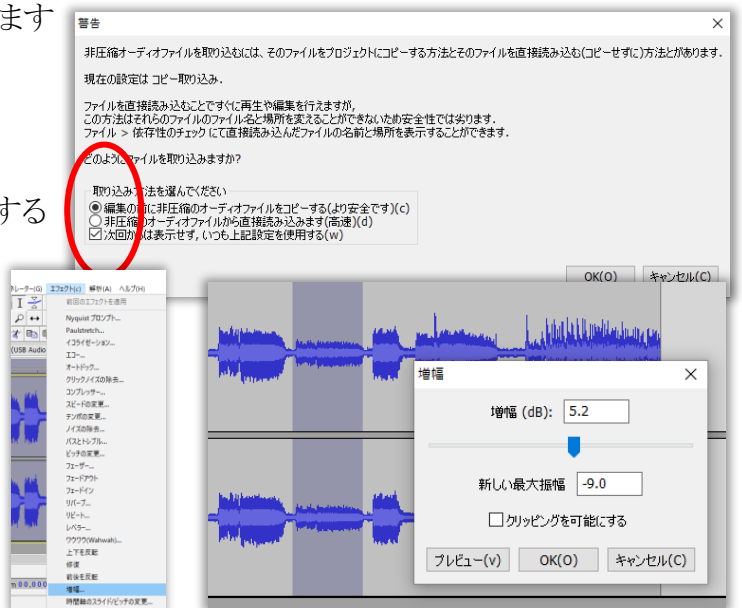 ます
する
警告
非圧縮オーディオファイルを取り込むには、そのファイルをプロジェクトにコピーする方法とそのファイルを直接読み込む(コピーせずに)方法とがあります.
現在の設定は コピー取り込み.
ファイルを直接読み込むことですぐに再生や編集を行えますが,
この方法はそれらのファイルのファイル名と場所を変えることができないため安全性では劣ります.
ファイル > 依存性のチェック にて直接読み込んだファイルの名前と場所を表示することができます.
どのようにファイルを取り込みますか?
取り込み方法を選んでください
編集の前に非圧縮のオーディオファイルをコピーする(より安全です)(c)
非圧縮のオーディオファイルから直接読み込みます(高速)(d)
次回からは表示せず, いつも上記設定を使用する(w)
OK(O) キャンセル(C)
レーター(G) エフェクト(c) 解析(A) ヘルプ(H)
前回のエフェクトを適用
Nyquist プロンプト...
Paulstretch...
イコライゼーション...
エコー...
オートダック...
クリックノイズの除去...
コンプレッサー...
スピードの変更...
テンポの変更...
ノイズの除去...
バスとトレブル...
ピッチの変更...
フェーザー...
フェードアウト
フェードイン
リバーブ...
リピート...
レベラー...
ワウワウ(Wahwah)...
上下を反転
修復
前後を反転
増幅...
時間軸のスライド/ピッチの変更...
(USB Audio
m 00,000
増幅
増幅 (dB): 5.2
新しい最大振幅 -9.0
クリッピングを可能にする
プレビュー(v) OK(O) キャンセル(C)